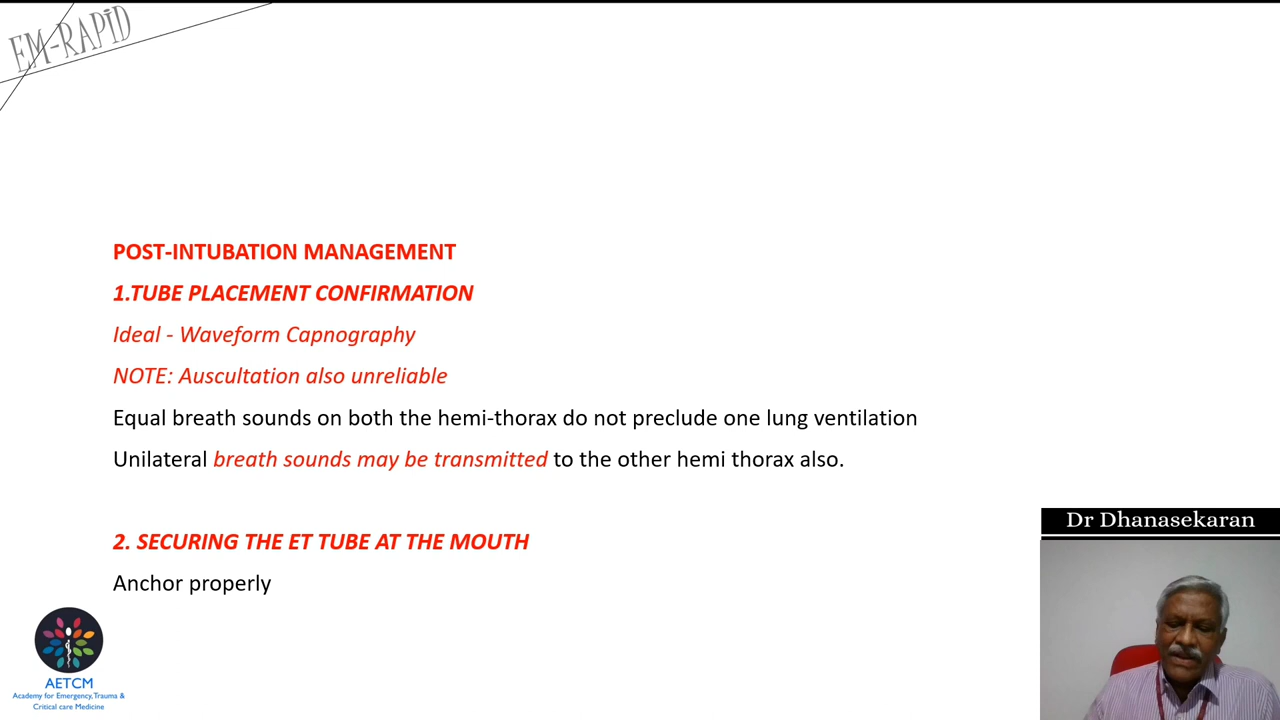 EM-RAPiD
POST-INTUBATION MANAGEMENT
1.TUBE PLACEMENT CONFIRMATION
Ideal - Waveform Capnography
NOTE: Auscultation also unreliable
Equal breath sounds on both the hemi-thorax do not preclude one lung ventilation
Unilateral breath sounds may be transmitted to the other hemi thorax also.
2. SECURING THE ET TUBE AT THE MOUTH
Anchor properly
Dr Dhanasekaran
AETCM
Academy for Emergency,Trauma &
Critical care Medicine